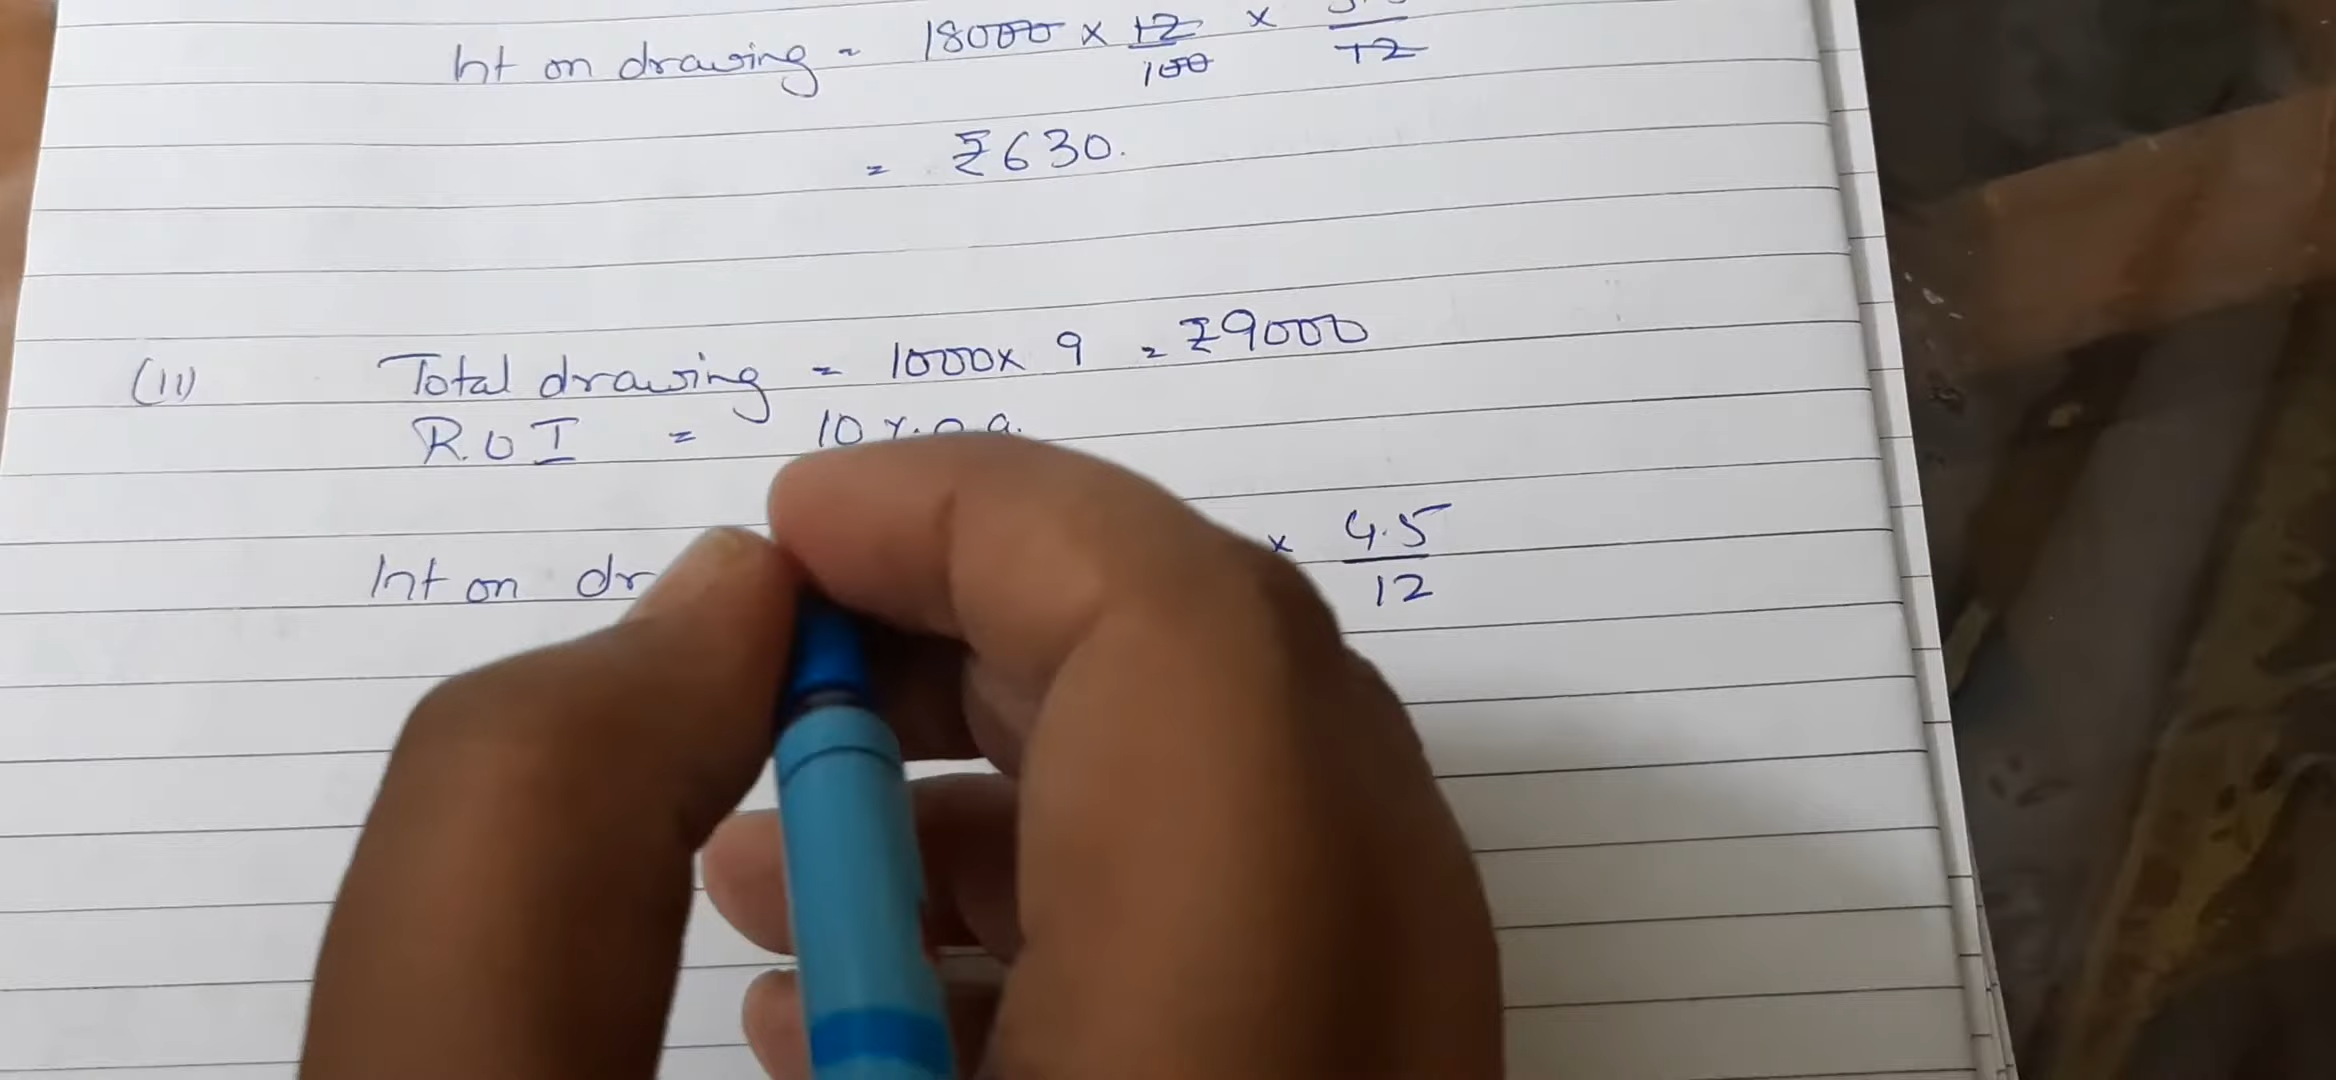 Int on drawing = 18000 × 12/100 × /12
= ₹630.
(ii) Total drawing = 1000× 9 = ₹9000
R.O.I = 10 %.p.a.
Int on dr × 4.5/12